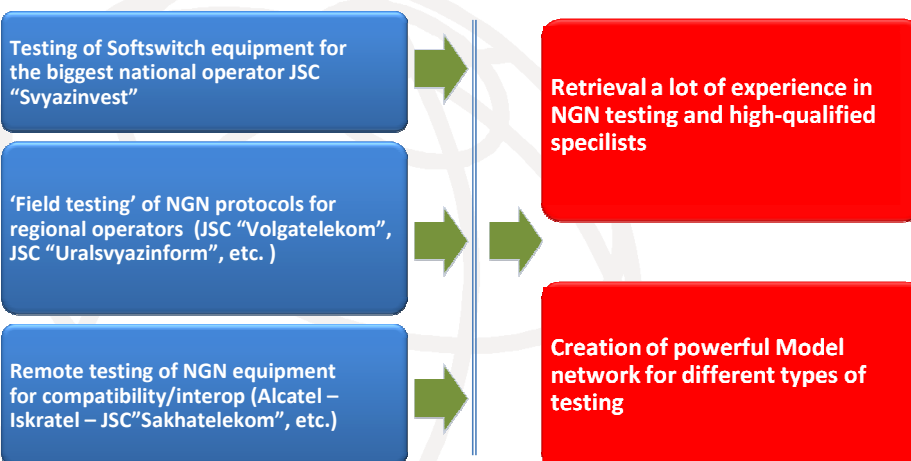 Testing of Softswitch equipment for
the biggest national operator JSC
“Svyazinvest”
‘Field testing’ of NGN protocols for
regional operators (JSC “Volgatelekom”,
JSC “Uralsvyazinform”, etc. )
Remote testing of NGN equipment
for compatibility/interop (Alcatel –
Iskratel – JSC”Sakhatelekom”, etc.)
Retrieval a lot of experience in
NGN testing and high-qualified
specilists
Creation of powerful Model
network for different types of
testing